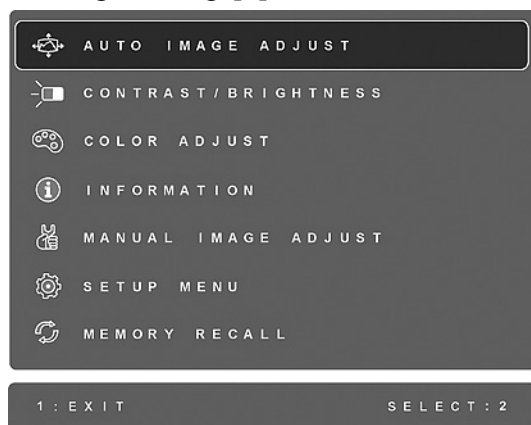 AUTO IMAGE ADJUST
CONTRAST/BRIGHTNESS
COLOR ADJUST
INFORMATION
MANUAL IMAGE ADJUST
SETUP MENU
MEMORY RECALL
1:EXIT SELECT:2